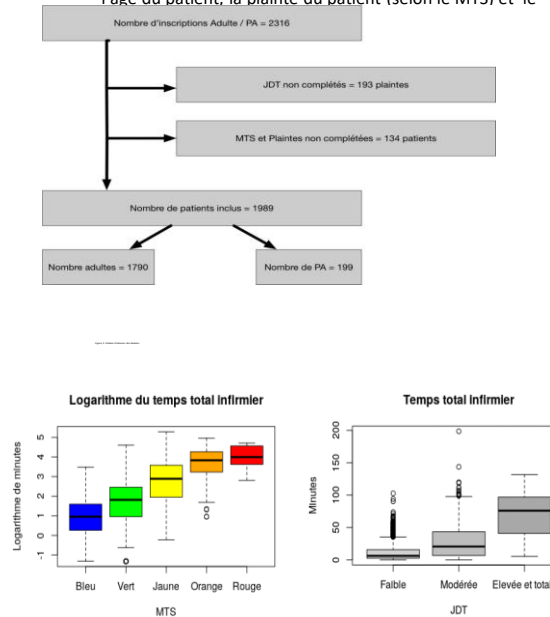 l'âge du patient, la plainte du patient (selon le MTS) et le
Nombre d'inscriptions Adulte / PA = 2316
JDT non complétés = 193 plaintes
MTS et Plaintes non complétées = 134 patients
Nombre de patients inclus = 1989
Nombre adultes = 1790
Nombre de PA = 199
Logarithme du temps total infirmier
Logarithme de minutes
5
4
3
2
1
0
-1
Bleu Vert Jaune Orange Rouge
MTS
Temps total infirmier
Minutes
200
150
100
50
0
Faible Modérée Elevée et total
JDT